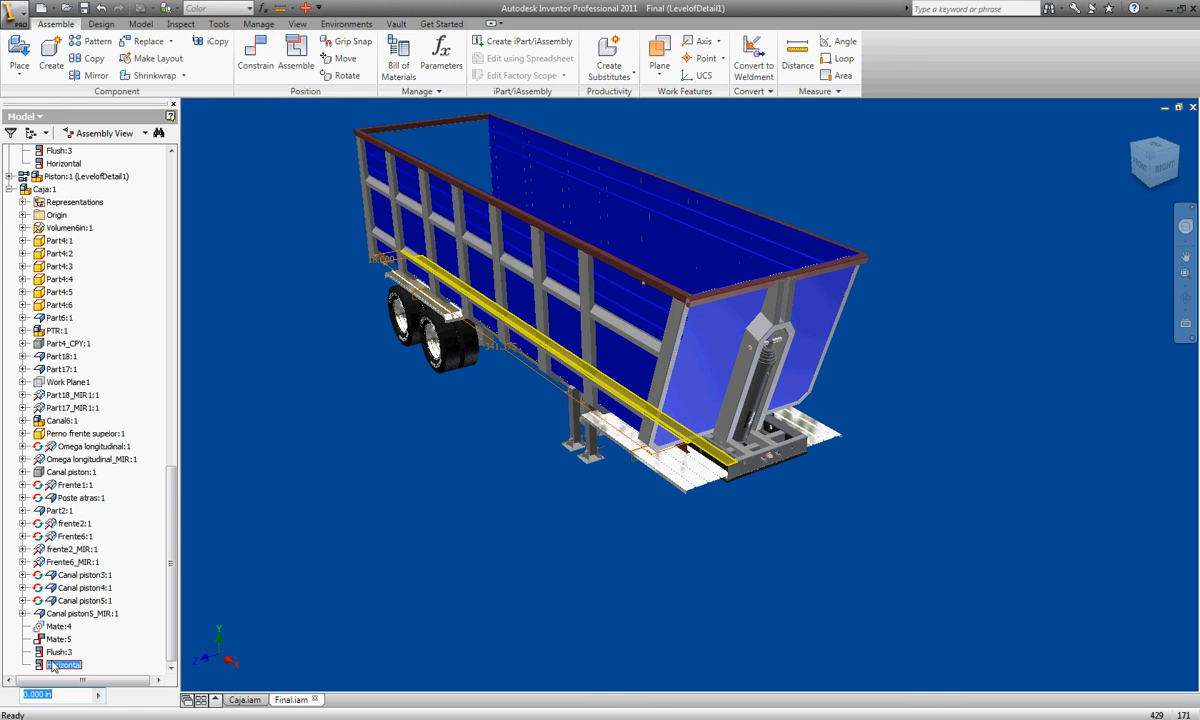 PRO
Color
Autodesk Inventor Professional 2011 Final (LevelofDetail1)
Type a keyword or phrase
Assemble Design Model Inspect Tools Manage View Environments Vault Get Started
Place
Create
Pattern
Copy
Mirror
Replace
Make Layout
Shrinkwrap
iCopy
Component
Constrain
Assemble
Grip Snap
Move
Rotate
Position
Bill of
Materials
Parameters
Manage
Create iPart/iAssembly
Edit using Spreadsheet
Edit Factory Scope
iPart/iAssembly
Create
Substitutes
Productivity
Plane
Axis
Point
UCS
Work Features
Convert to
Weldment
Convert
Distance
Angle
Loop
Area
Measure
Model
Assembly View
Flush:3
Horizontal
Piston:1 (LevelofDetail1)
Caja:1
Representations
Origin
Volumen6in:1
Part4:1
Part4:2
Part4:3
Part4:4
Part4:5
Part4:6
Part6:1
PTR:1
Part4_CPY:1
Part18:1
Part17:1
Work Plane1
Part18_MIR1:1
Part17_MIR1:1
Canal6:1
Perno frente supeior:1
Omega longitudinal:1
Omega longitudinal_MIR:1
Canal piston:1
Frente1:1
Poste atras:1
Part2:1
frente2:1
Frente6:1
frente2_MIR:1
Frente6_MIR:1
Canal piston3:1
Canal piston4:1
Canal piston5:1
Canal piston5_MIR:1
Mate:4
Mate:5
Flush:3
Horizontal
0.000 in
18.000
FRONT
RIGHT
Y
Z
X
Caja.iam
Final.iam
Ready
429 171